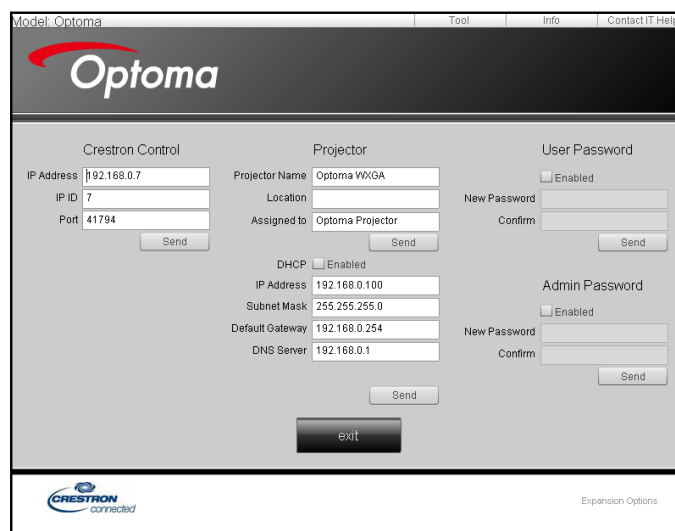 Model: Optoma
Tool Info Contact IT Help
Optoma
Crestron Control
IP Address 192.168.0.7
IP ID 7
Port 41794
Send
Projector
Projector Name Optoma WXGA
Location
Assigned to Optoma Projector
Send
DHCP Enabled
IP Address 192.168.0.100
Subnet Mask 255.255.255.0
Default Gateway 192.168.0.254
DNS Server 192.168.0.1
Send
User Password
Enabled
New Password
Confirm
Send
Admin Password
Enabled
New Password
Confirm
Send
exit
CRESTRON
connected
Expansion Options